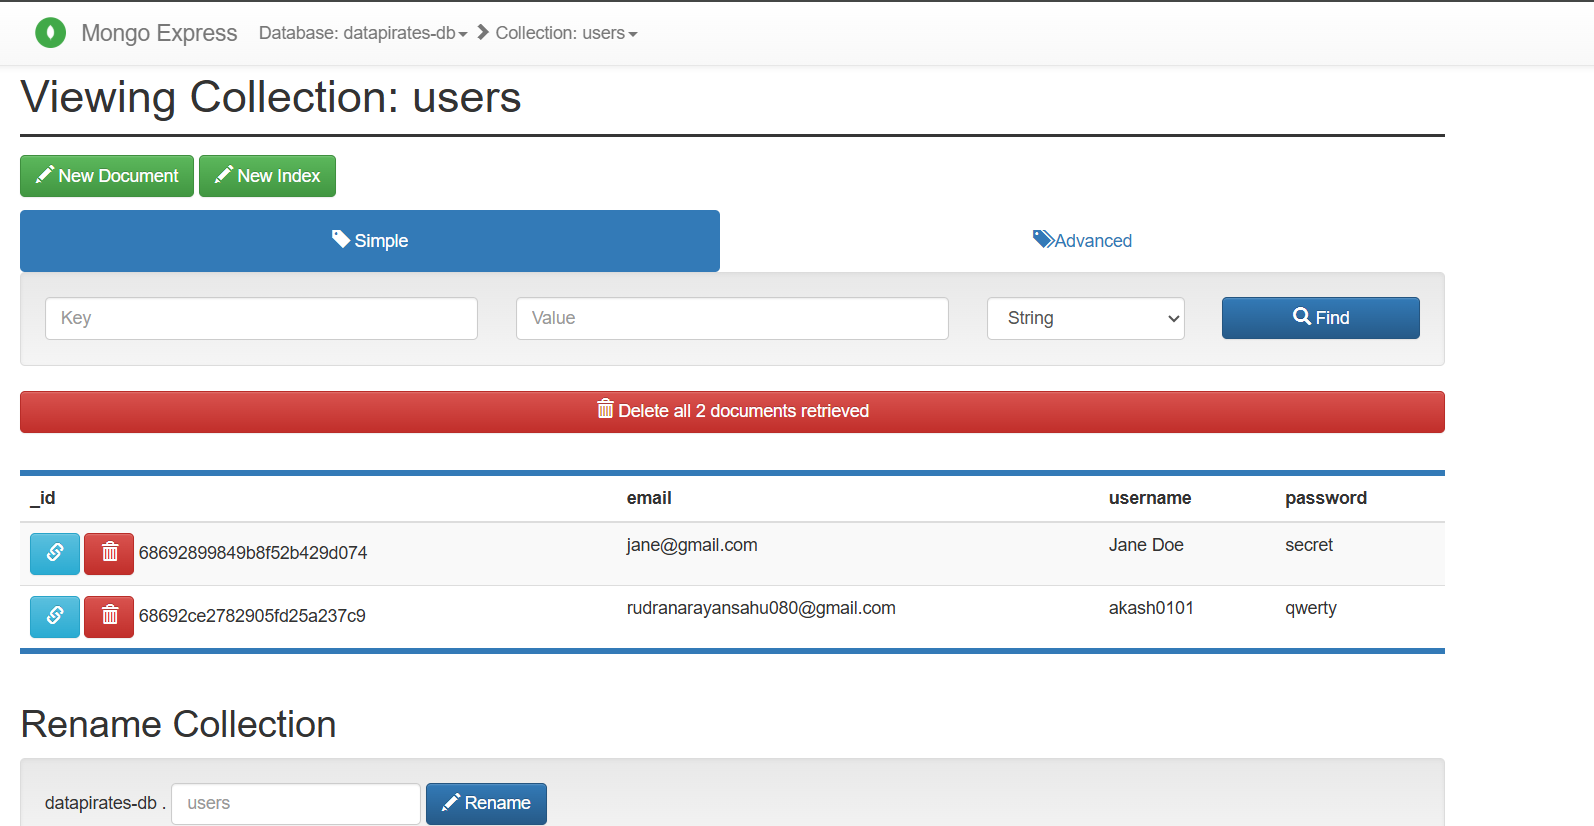 Mongo Express Database: datapirates-db Collection: users
Viewing Collection: users
New Document New Index
Simple Advanced
Key Value String Find
Delete all 2 documents retrieved
_id email username password
68692899849b8f52b429d074 jane@gmail.com Jane Doe secret
68692ce2782905fd25a237c9 rudranarayansahu080@gmail.com akash0101 qwerty
Rename Collection
datapirates-db . users Rename